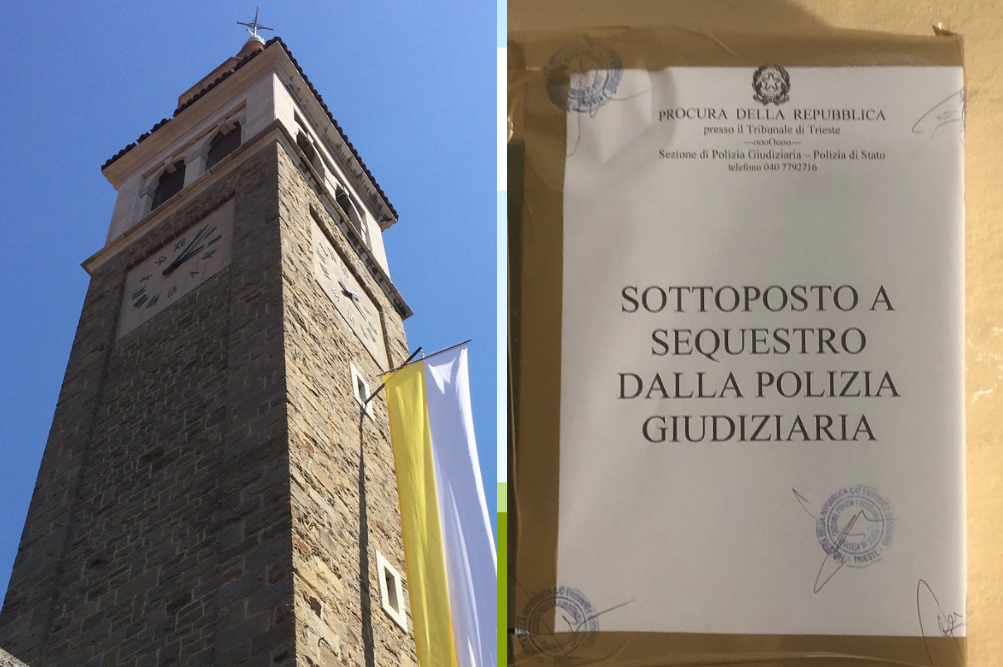 PROCURA DELLA REPUBBLICA
presso il Tribunale di Trieste
—oooOooo—
Sezione di Polizia Giudiziaria – Polizia di Stato
telefono 040 7792716
SOTTOPOSTO A
SEQUESTRO
DALLA POLIZIA
GIUDIZIARIA